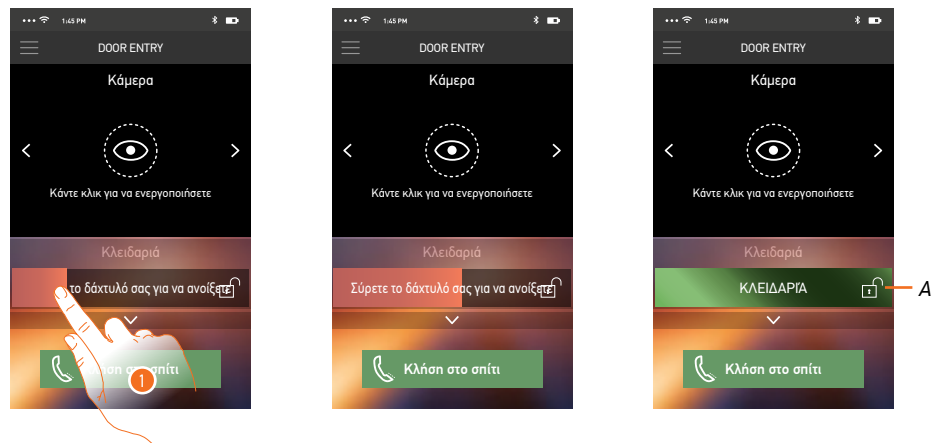 1:45 PM
DOOR ENTRY
Κάμερα
Κάντε κλικ για να ενεργοποιήσετε
Κλειδαριά
το δάχτυλό σας για να ανοίξετε
Κλήση στο σπίτι
1
1:45 PM
DOOR ENTRY
Κάμερα
Κάντε κλικ για να ενεργοποιήσετε
Κλειδαριά
Σύρετε το δάχτυλό σας για να ανοίξετε
Κλήση στο σπίτι
1:45 PM
DOOR ENTRY
Κάμερα
Κάντε κλικ για να ενεργοποιήσετε
Κλειδαριά
ΚΛΕΙΔΑΡΙΆ
A
Κλήση στο σπίτι